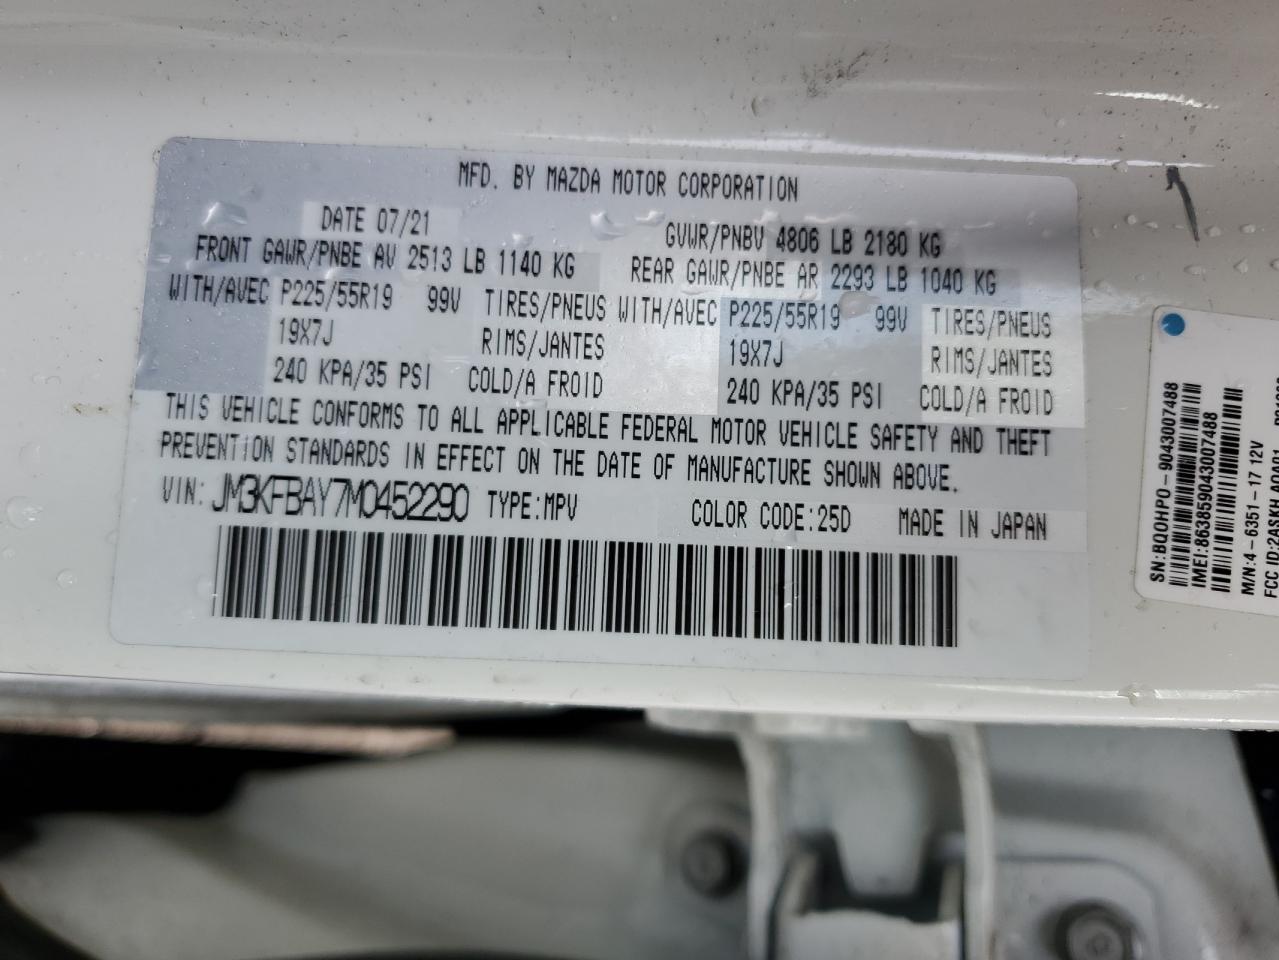 MFD. BY MAZDA MOTOR CORPORATION
DATE 07/21 GVWR/PNBV 4806 LB 2180 KG
FRONT GAWR/PNBE AV 2513 LB 1140 KG REAR GAWR/PNBE AR 2293 LB 1040 KG
WITH/AVEC P225/55R19 99V TIRES/PNEUS WITH/AVEC P225/55R19 99V TIRES/PNEUS
19X7J RIMS/JANTES 19X7J RIMS/JANTES
240 KPA/35 PSI COLD/A FROID 240 KPA/35 PSI COLD/A FROID
THIS VEHICLE CONFORMS TO ALL APPLICABLE FEDERAL MOTOR VEHICLE SAFETY AND THEFT
PREVENTION STANDARDS IN EFFECT ON THE DATE OF MANUFACTURE SHOWN ABOVE.
VIN: JM3KFBAY7M0452290 TYPE:MPV COLOR CODE:25D MADE IN JAPAN
SN:BQOHPO-9043007488
IMEI:863859043007488
M/N:4-6351-17 12V
FCC ID:2ASKHAQQ01